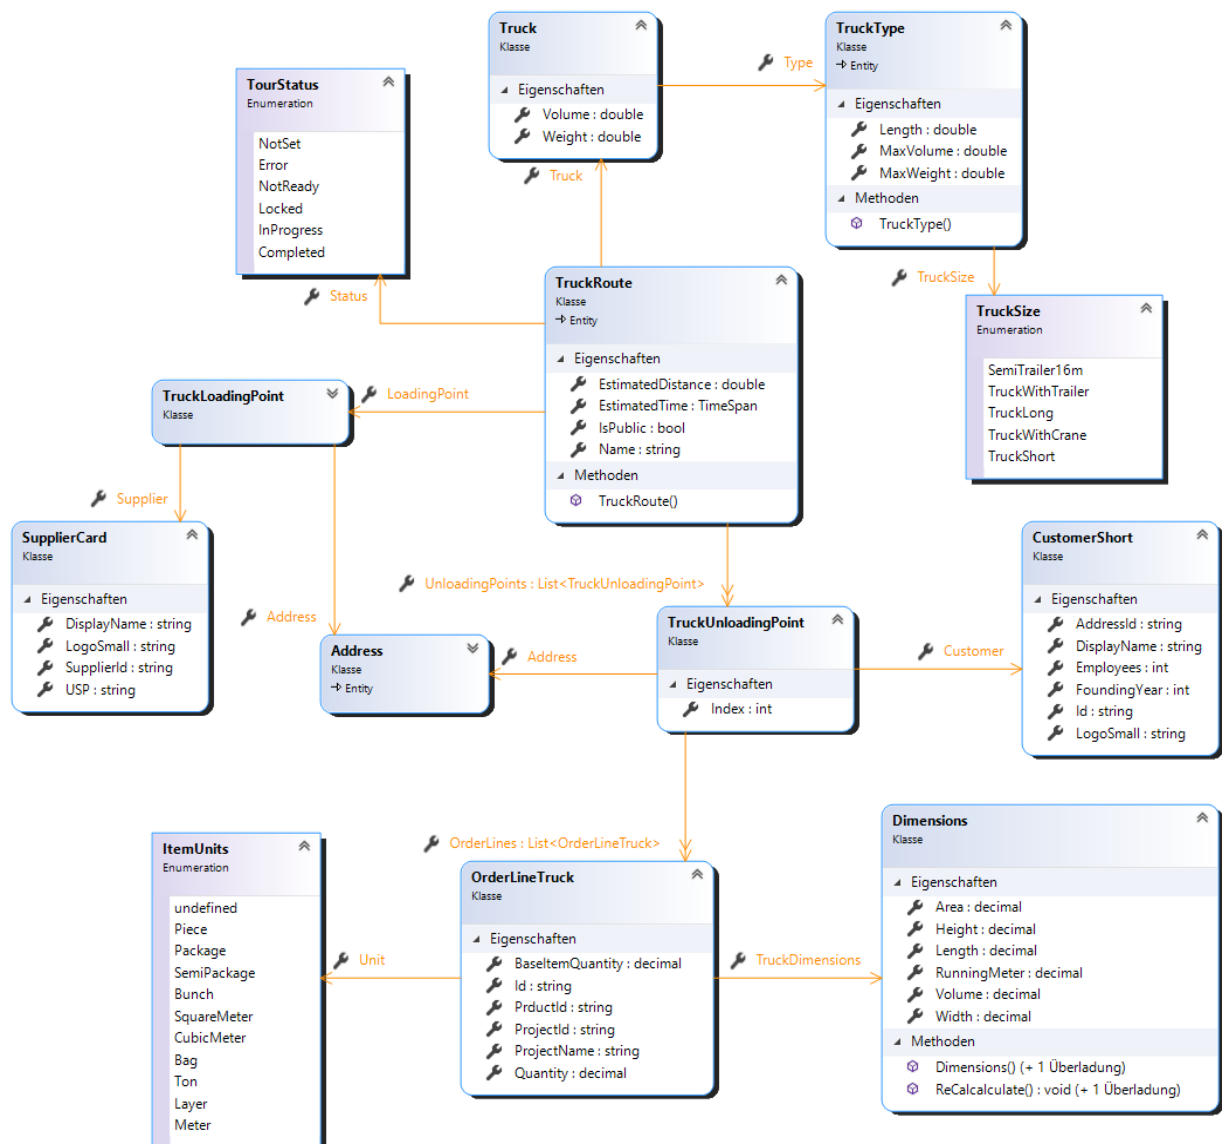 Truck
Klasse
Eigenschaften
Volume : double
Weight : double
Type
TruckType
Klasse
Entity
Eigenschaften
Length : double
MaxVolume : double
MaxWeight : double
Methoden
TruckType()
TourStatus
Enumeration
NotSet
Error
NotReady
Locked
InProgress
Completed
Truck
Status
TruckSize
TruckRoute
Klasse
Entity
Eigenschaften
EstimatedDistance : double
EstimatedTime : TimeSpan
IsPublic : bool
Name : string
Methoden
TruckRoute()
TruckSize
Enumeration
SemiTrailer16m
TruckWithTrailer
TruckLong
TruckWithCrane
TruckShort
TruckLoadingPoint
Klasse
LoadingPoint
Supplier
SupplierCard
Klasse
Eigenschaften
DisplayName : string
LogoSmall : string
SupplierId : string
USP : string
Address
UnloadingPoints : List<TruckUnloadingPoint>
Address
Klasse
Entity
Address
TruckUnloadingPoint
Klasse
Eigenschaften
Index : int
Customer
CustomerShort
Klasse
Eigenschaften
AddressId : string
DisplayName : string
Employees : int
FoundingYear : int
Id : string
LogoSmall : string
OrderLines : List<OrderLineTruck>
ItemUnits
Enumeration
undefined
Piece
Package
SemiPackage
Bunch
SquareMeter
CubicMeter
Bag
Ton
Layer
Meter
Unit
OrderLineTruck
Klasse
Eigenschaften
BaseItemQuantity : decimal
Id : string
PrductId : string
ProjectId : string
ProjectName : string
Quantity : decimal
TruckDimensions
Dimensions
Klasse
Eigenschaften
Area : decimal
Height : decimal
Length : decimal
RunningMeter : decimal
Volume : decimal
Width : decimal
Methoden
Dimensions() (+ 1 Überladung)
ReCalcalculate() : void (+ 1 Überladung)